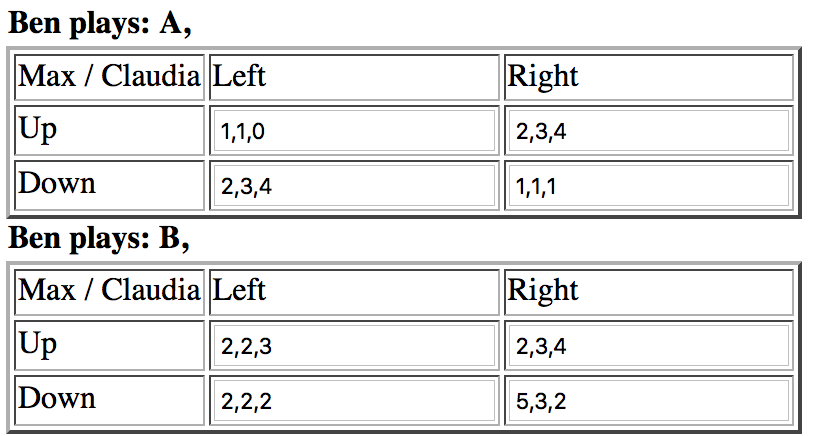 Ben plays: A,
Max / Claudia Left Right
Up 1,1,0 2,3,4
Down 2,3,4 1,1,1
Ben plays: B,
Max / Claudia Left Right
Up 2,2,3 2,3,4
Down 2,2,2 5,3,2